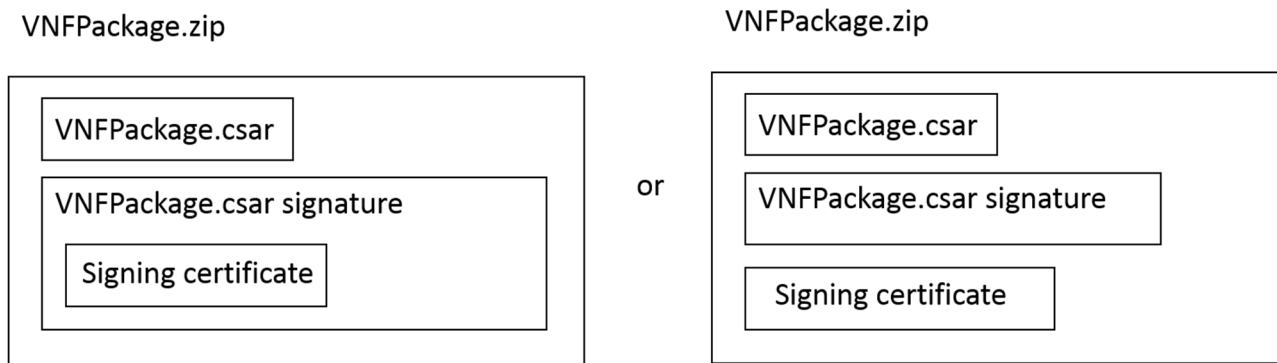 VNFPackage.zip
VNFPackage.csar
VNFPackage.csar signature
Signing certificate
or
VNFPackage.zip
VNFPackage.csar
VNFPackage.csar signature
Signing certificate